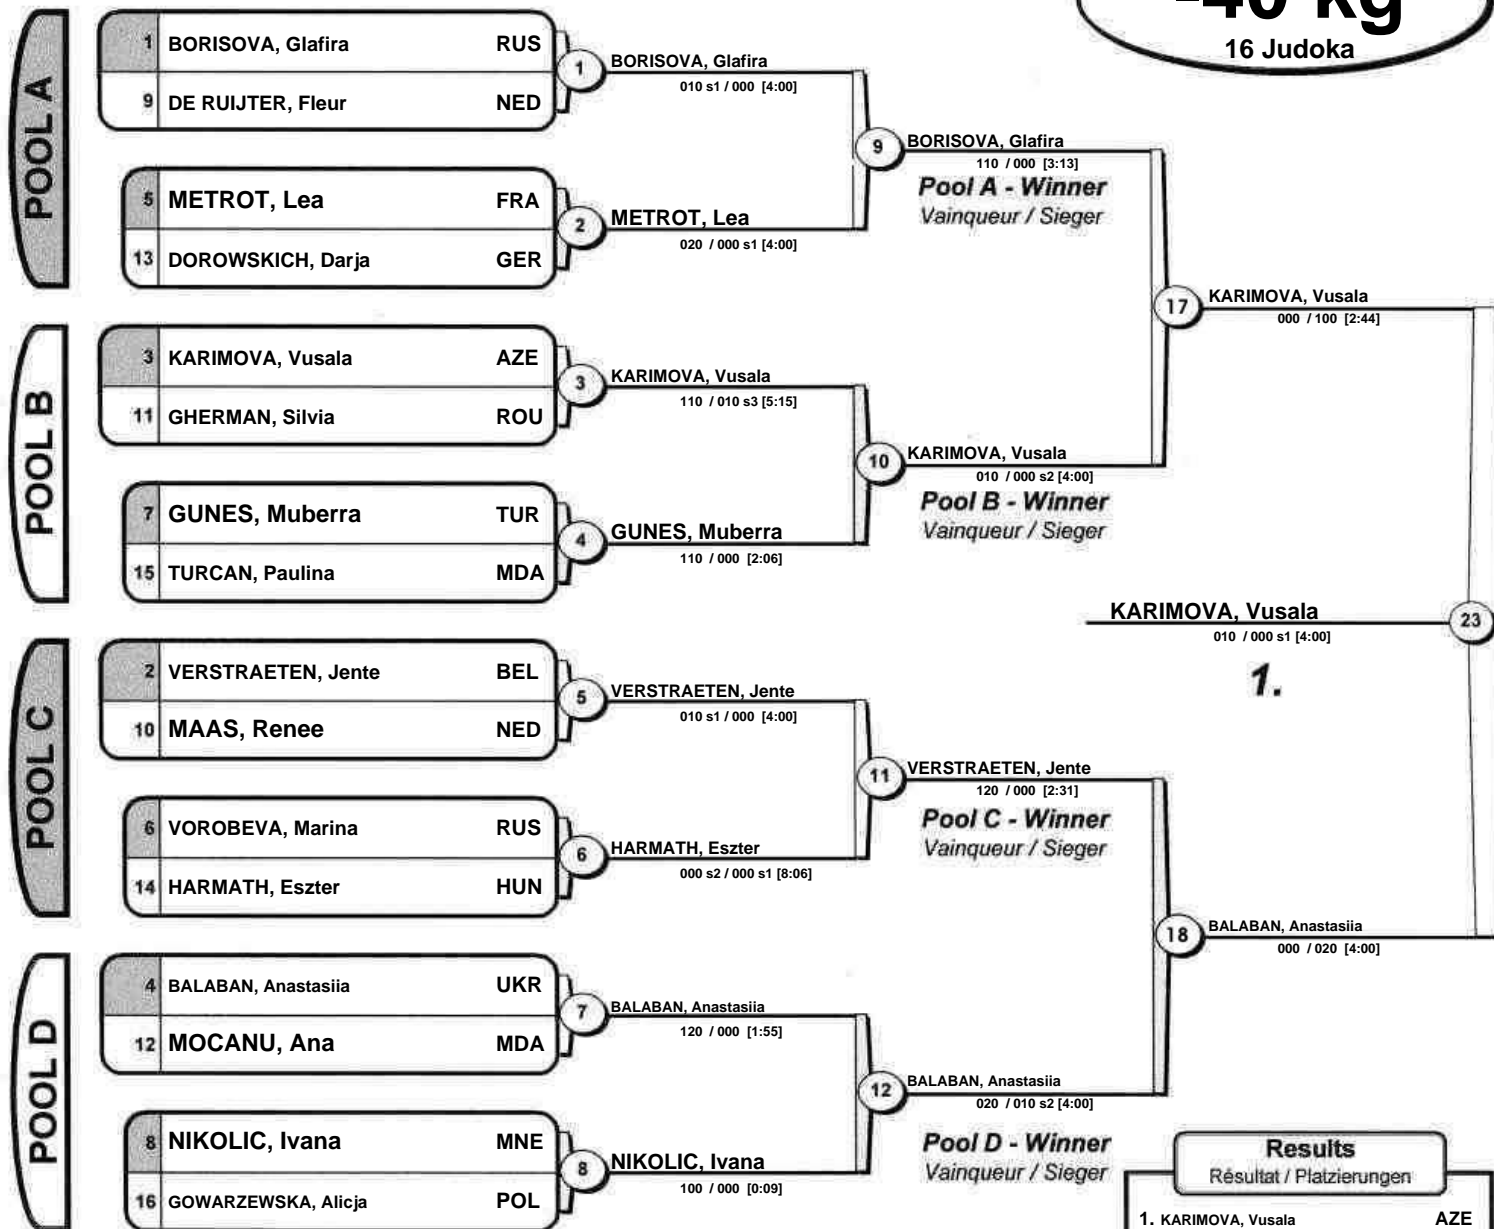 -40 kg
16 Judoka
POOL A
1 BORISOVA, Glafira RUS
9 DE RUIJTER, Fleur NED
1
BORISOVA, Glafira
010 s1 / 000 [4:00]
5 METROT, Lea FRA
13 DOROWSKICH, Darja GER
2
METROT, Lea
020 / 000 s1 [4:00]
9
BORISOVA, Glafira
110 / 000 [3:13]
Pool A - Winner
Vainqueur / Sieger
POOL B
3 KARIMOVA, Vusala AZE
11 GHERMAN, Silvia ROU
3
KARIMOVA, Vusala
110 / 010 s3 [5:15]
7 GUNES, Muberra TUR
15 TURCAN, Paulina MDA
4
GUNES, Muberra
110 / 000 [2:06]
10
KARIMOVA, Vusala
010 / 000 s2 [4:00]
Pool B - Winner
Vainqueur / Sieger
17
KARIMOVA, Vusala
000 / 100 [2:44]
KARIMOVA, Vusala
010 / 000 s1 [4:00]
1.
23
POOL C
2 VERSTRAETEN, Jente BEL
10 MAAS, Renee NED
5
VERSTRAETEN, Jente
010 s1 / 000 [4:00]
6 VOROBEVA, Marina RUS
14 HARMATH, Eszter HUN
6
HARMATH, Eszter
000 s2 / 000 s1 [8:06]
11
VERSTRAETEN, Jente
120 / 000 [2:31]
Pool C - Winner
Vainqueur / Sieger
18
BALABAN, Anastasiia
000 / 020 [4:00]
POOL D
4 BALABAN, Anastasiia UKR
12 MOCANU, Ana MDA
7
BALABAN, Anastasiia
120 / 000 [1:55]
8 NIKOLIC, Ivana MNE
16 GOWARZEWSKA, Alicja POL
8
NIKOLIC, Ivana
100 / 000 [0:09]
12
BALABAN, Anastasiia
020 / 010 s2 [4:00]
Pool D - Winner
Vainqueur / Sieger
Results
Résultat / Platzierungen
1. KARIMOVA, Vusala AZE